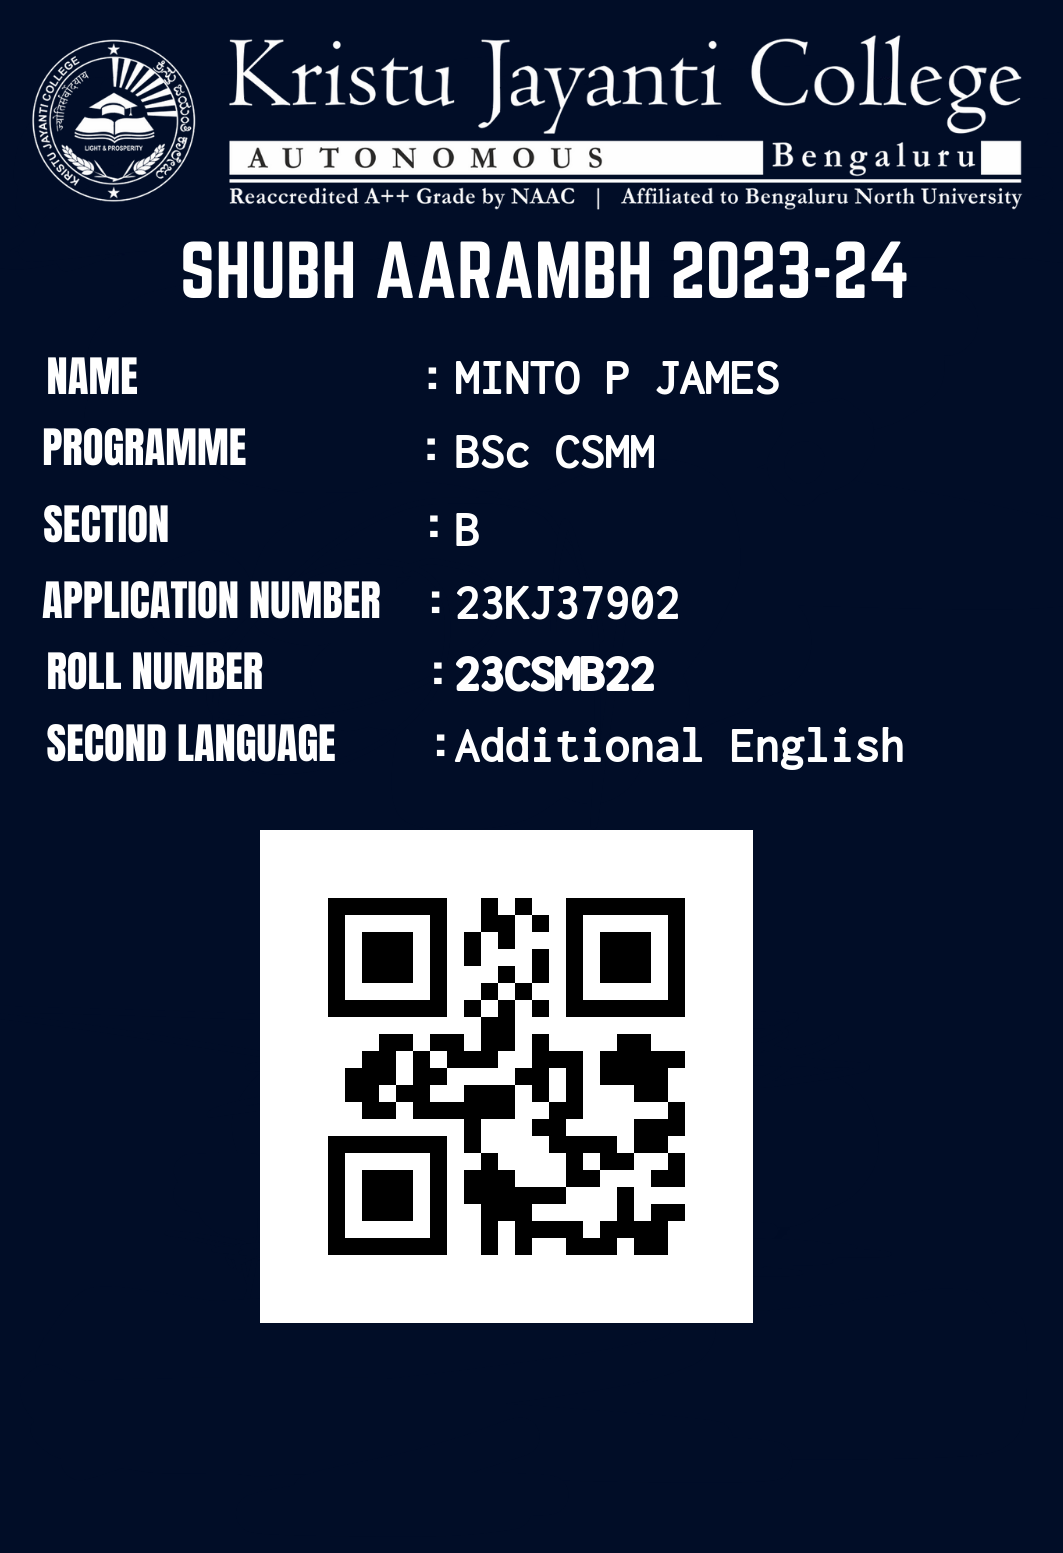 KRISTU JAYANTI COLLEGE
ಕ್ರಿಸ್ತು ಜಯಂತಿ ಕಾಲೇಜು
LIGHT & PROSPERITY
Kristu Jayanti College
AUTONOMOUS Bengaluru
Reaccredited A++ Grade by NAAC | Affiliated to Bengaluru North University
SHUBH AARAMBH 2023-24
NAME : MINTO P JAMES
PROGRAMME : BSc CSMM
SECTION : B
APPLICATION NUMBER : 23KJ37902
ROLL NUMBER : 23CSMB22
SECOND LANGUAGE : Additional English